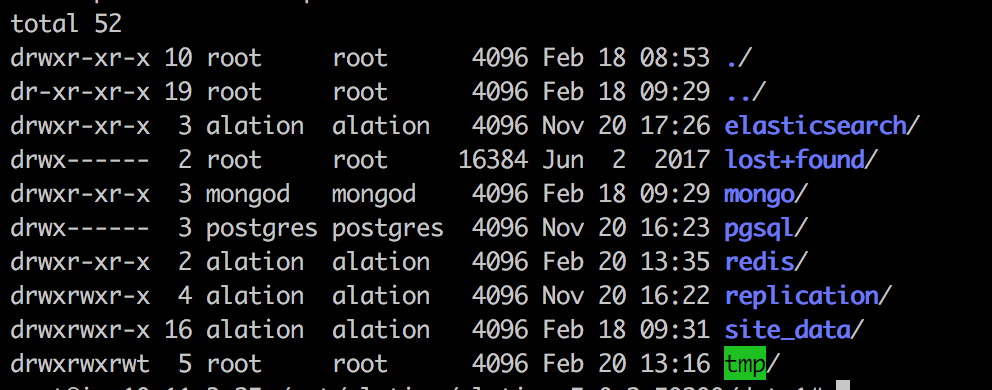 total 52
drwxr-xr-x 10 root     root      4096 Feb 18 08:53 ./
dr-xr-xr-x 19 root     root      4096 Feb 18 09:29 ../
drwxr-xr-x  3 alation  alation   4096 Nov 20 17:26 elasticsearch/
drwx------  2 root     root     16384 Jun  2  2017 lost+found/
drwxr-xr-x  3 mongod   mongod    4096 Feb 18 09:29 mongo/
drwx------  3 postgres postgres  4096 Nov 20 16:23 pgsql/
drwxr-xr-x  2 alation  alation   4096 Feb 20 13:35 redis/
drwxrwxr-x  4 alation  alation   4096 Nov 20 16:22 replication/
drwxrwxr-x 16 alation  alation   4096 Feb 18 09:31 site_data/
drwxrwxrwt  5 root     root      4096 Feb 20 13:16 tmp/